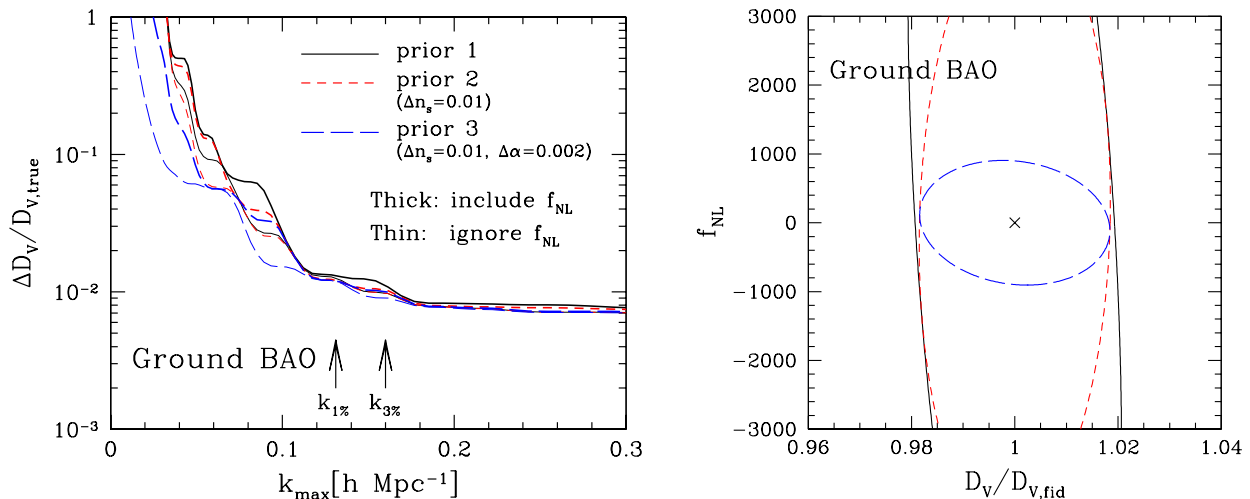 1
10⁻¹
10⁻²
10⁻³
ΔD_V/D_V,true
prior 1
prior 2
(Δn_s=0.01)
prior 3
(Δn_s=0.01, Δα=0.002)
Thick: include f_NL
Thin: ignore f_NL
Ground BAO
k_1%
k_3%
0
0.1
0.2
0.3
k_max[h Mpc⁻¹]
3000
2000
1000
0
−1000
−2000
−3000
f_NL
Ground BAO
0.96
0.98
1
1.02
1.04
D_V/D_V,fid